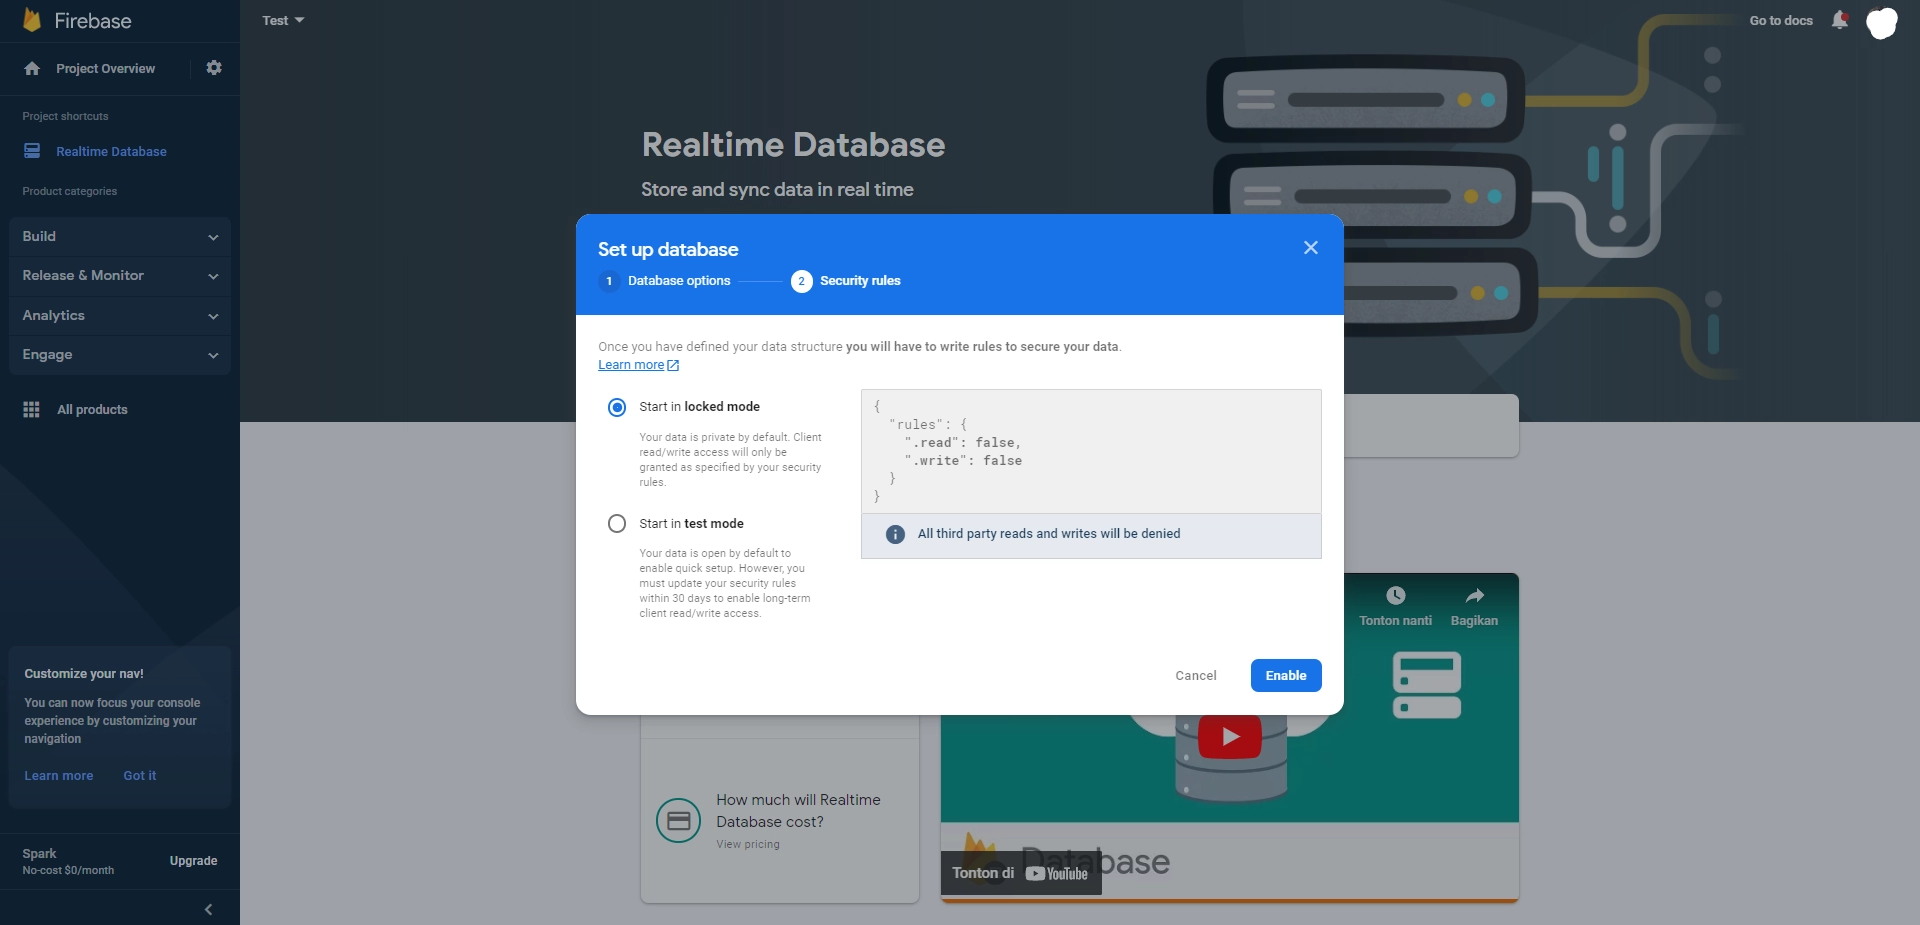 Firebase
Test
Go to docs
Project Overview
Project shortcuts
Realtime Database
Product categories
Build
Release & Monitor
Analytics
Engage
All products
Customize your nav!
You can now focus your console
experience by customizing your
navigation
Learn more
Got it
Spark
No-cost $0/month
Upgrade
Realtime Database
Store and sync data in real time
Set up database
1 Database options
2 Security rules
Once you have defined your data structure you will have to write rules to secure your data.
Learn more
Start in locked mode
Your data is private by default. Client
read/write access will only be
granted as specified by your security
rules.
Start in test mode
Your data is open by default to
enable quick setup. However, you
must update your security rules
within 30 days to enable long-term
client read/write access.
{
"rules": {
".read": false,
".write": false
}
}
All third party reads and writes will be denied
Cancel
Enable
Tonton nanti
Bagikan
How much will Realtime
Database cost?
View pricing
Database
Tonton di YouTube